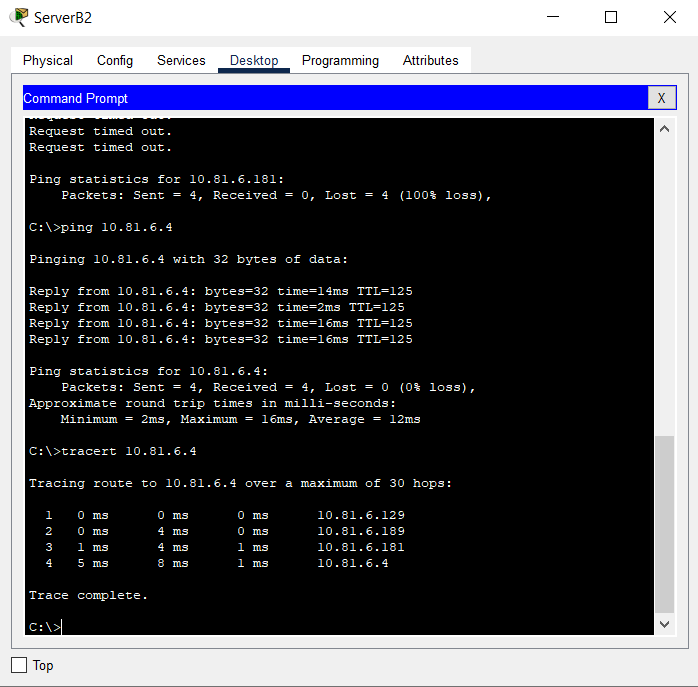 ServerB2
Physical Config Services Desktop Programming Attributes
Command Prompt X
Request timed out.
Request timed out.
Request timed out.
Ping statistics for 10.81.6.181:
Packets: Sent = 4, Received = 0, Lost = 4 (100% loss),
C:\>ping 10.81.6.4
Pinging 10.81.6.4 with 32 bytes of data:
Reply from 10.81.6.4: bytes=32 time=14ms TTL=125
Reply from 10.81.6.4: bytes=32 time=2ms TTL=125
Reply from 10.81.6.4: bytes=32 time=16ms TTL=125
Reply from 10.81.6.4: bytes=32 time=16ms TTL=125
Ping statistics for 10.81.6.4:
Packets: Sent = 4, Received = 4, Lost = 0 (0% loss),
Approximate round trip times in milli-seconds:
Minimum = 2ms, Maximum = 16ms, Average = 12ms
C:\>tracert 10.81.6.4
Tracing route to 10.81.6.4 over a maximum of 30 hops:
1 0 ms 0 ms 0 ms 10.81.6.129
2 0 ms 4 ms 0 ms 10.81.6.189
3 1 ms 4 ms 1 ms 10.81.6.181
4 5 ms 8 ms 1 ms 10.81.6.4
Trace complete.
C:\>
Top